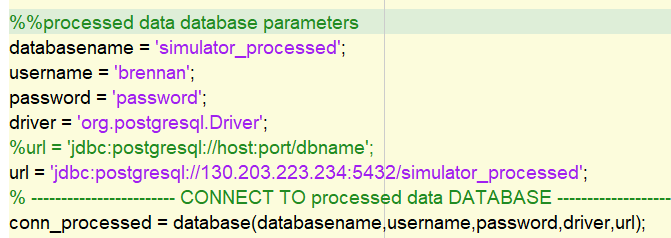 %%processed data database parameters
databasename = 'simulator_processed';
username = 'brennan';
password = 'password';
driver = 'org.postgresql.Driver';
%url = 'jdbc:postgresql://host:port/dbname';
url = 'jdbc:postgresql://130.203.223.234:5432/simulator_processed';
% ------------------------ CONNECT TO processed data DATABASE -------------------
conn_processed = database(databasename,username,password,driver,url);